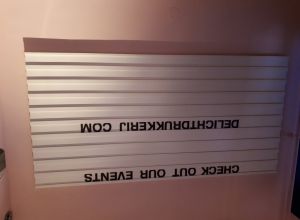 CHECK OUT OUR EVENTS
DELICHTDRUKKERIJ COM